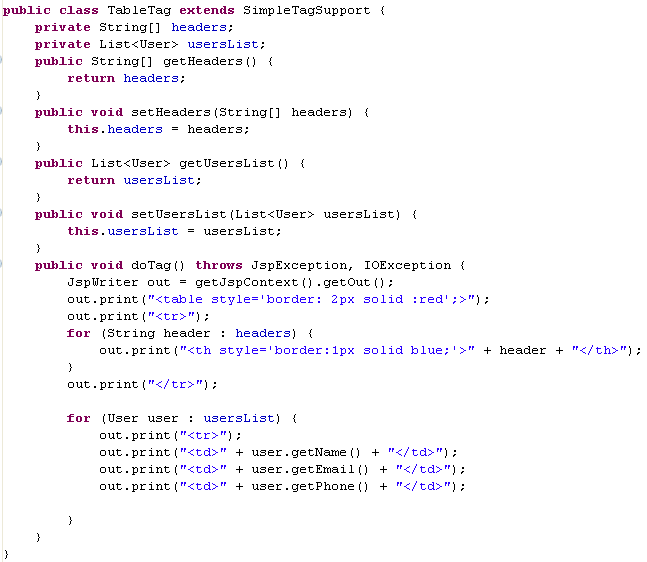 public class TableTag extends SimpleTagSupport {
    private String[] headers;
    private List<User> usersList;
    public String[] getHeaders() {
        return headers;
    }
    public void setHeaders(String[] headers) {
        this.headers = headers;
    }
    public List<User> getUsersList() {
        return usersList;
    }
    public void setUsersList(List<User> usersList) {
        this.usersList = usersList;
    }
    public void doTag() throws JspException, IOException {
        JspWriter out = getJspContext().getOut();
        out.print("<table style='border: 2px solid :red';>");
        out.print("<tr>");
        for (String header : headers) {
            out.print("<th style='border:1px solid blue;'>" + header + "</th>");
        }
        out.print("</tr>");

        for (User user : usersList) {
            out.print("<tr>");
            out.print("<td>" + user.getName() + "</td>");
            out.print("<td>" + user.getEmail() + "</td>");
            out.print("<td>" + user.getPhone() + "</td>");

        }
    }
}